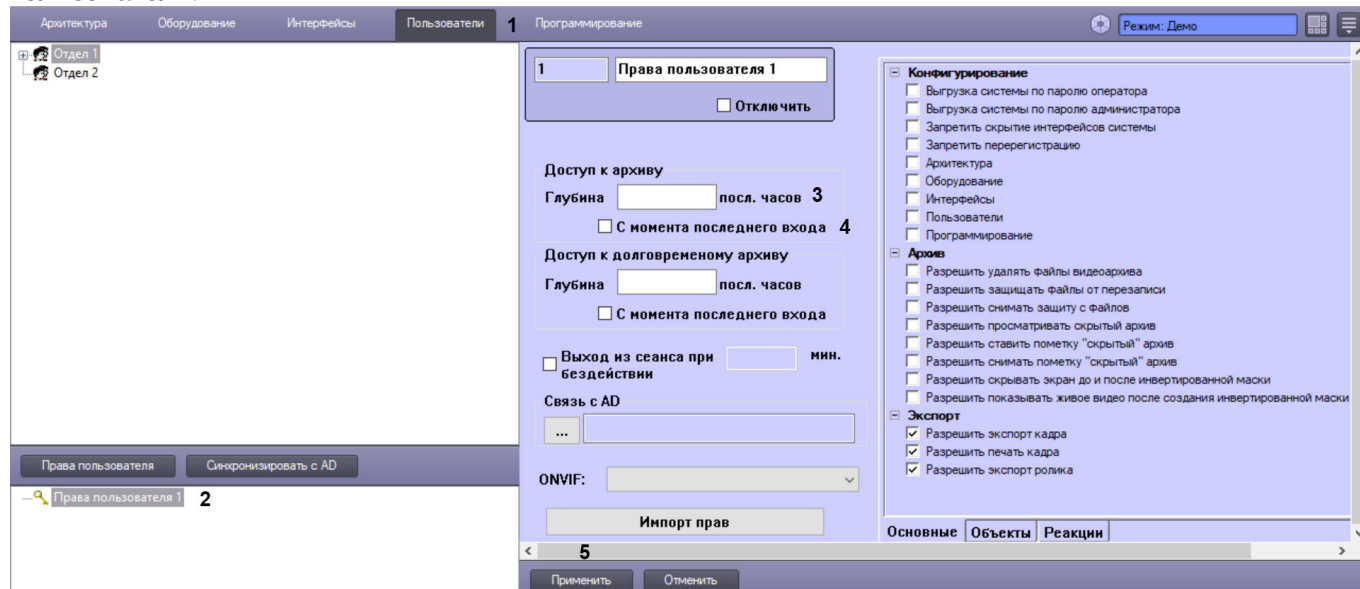 Архитектура Оборудование Интерфейсы Пользователи 1 Программирование Режим: Демо
Отдел 1
Отдел 2
1 Права пользователя 1
Отключить
Доступ к архиву
Глубина посл. часов 3
С момента последнего входа 4
Доступ к долговременому архиву
Глубина посл. часов
С момента последнего входа
Выход из сеанса при мин.
бездействии
Связь с AD
...
ONVIF:
Импорт прав
Конфигурирование
Выгрузка системы по паролю оператора
Выгрузка системы по паролю администратора
Запретить скрытие интерфейсов системы
Запретить перерегистрацию
Архитектура
Оборудование
Интерфейсы
Пользователи
Программирование
Архив
Разрешить удалять файлы видеоархива
Разрешить защищать файлы от перезаписи
Разрешить снимать защиту с файлов
Разрешить просматривать скрытый архив
Разрешить ставить пометку "скрытый" архив
Разрешить снимать пометку "скрытый" архив
Разрешить скрывать экран до и после инвертированной маски
Разрешить показывать живое видео после создания инвертированной маски
Экспорт
Разрешить экспорт кадра
Разрешить печать кадра
Разрешить экспорт ролика
Основные Объекты Реакции
Права пользователя Синхронизировать с AD
Права пользователя 1 2
5
Применить Отменить